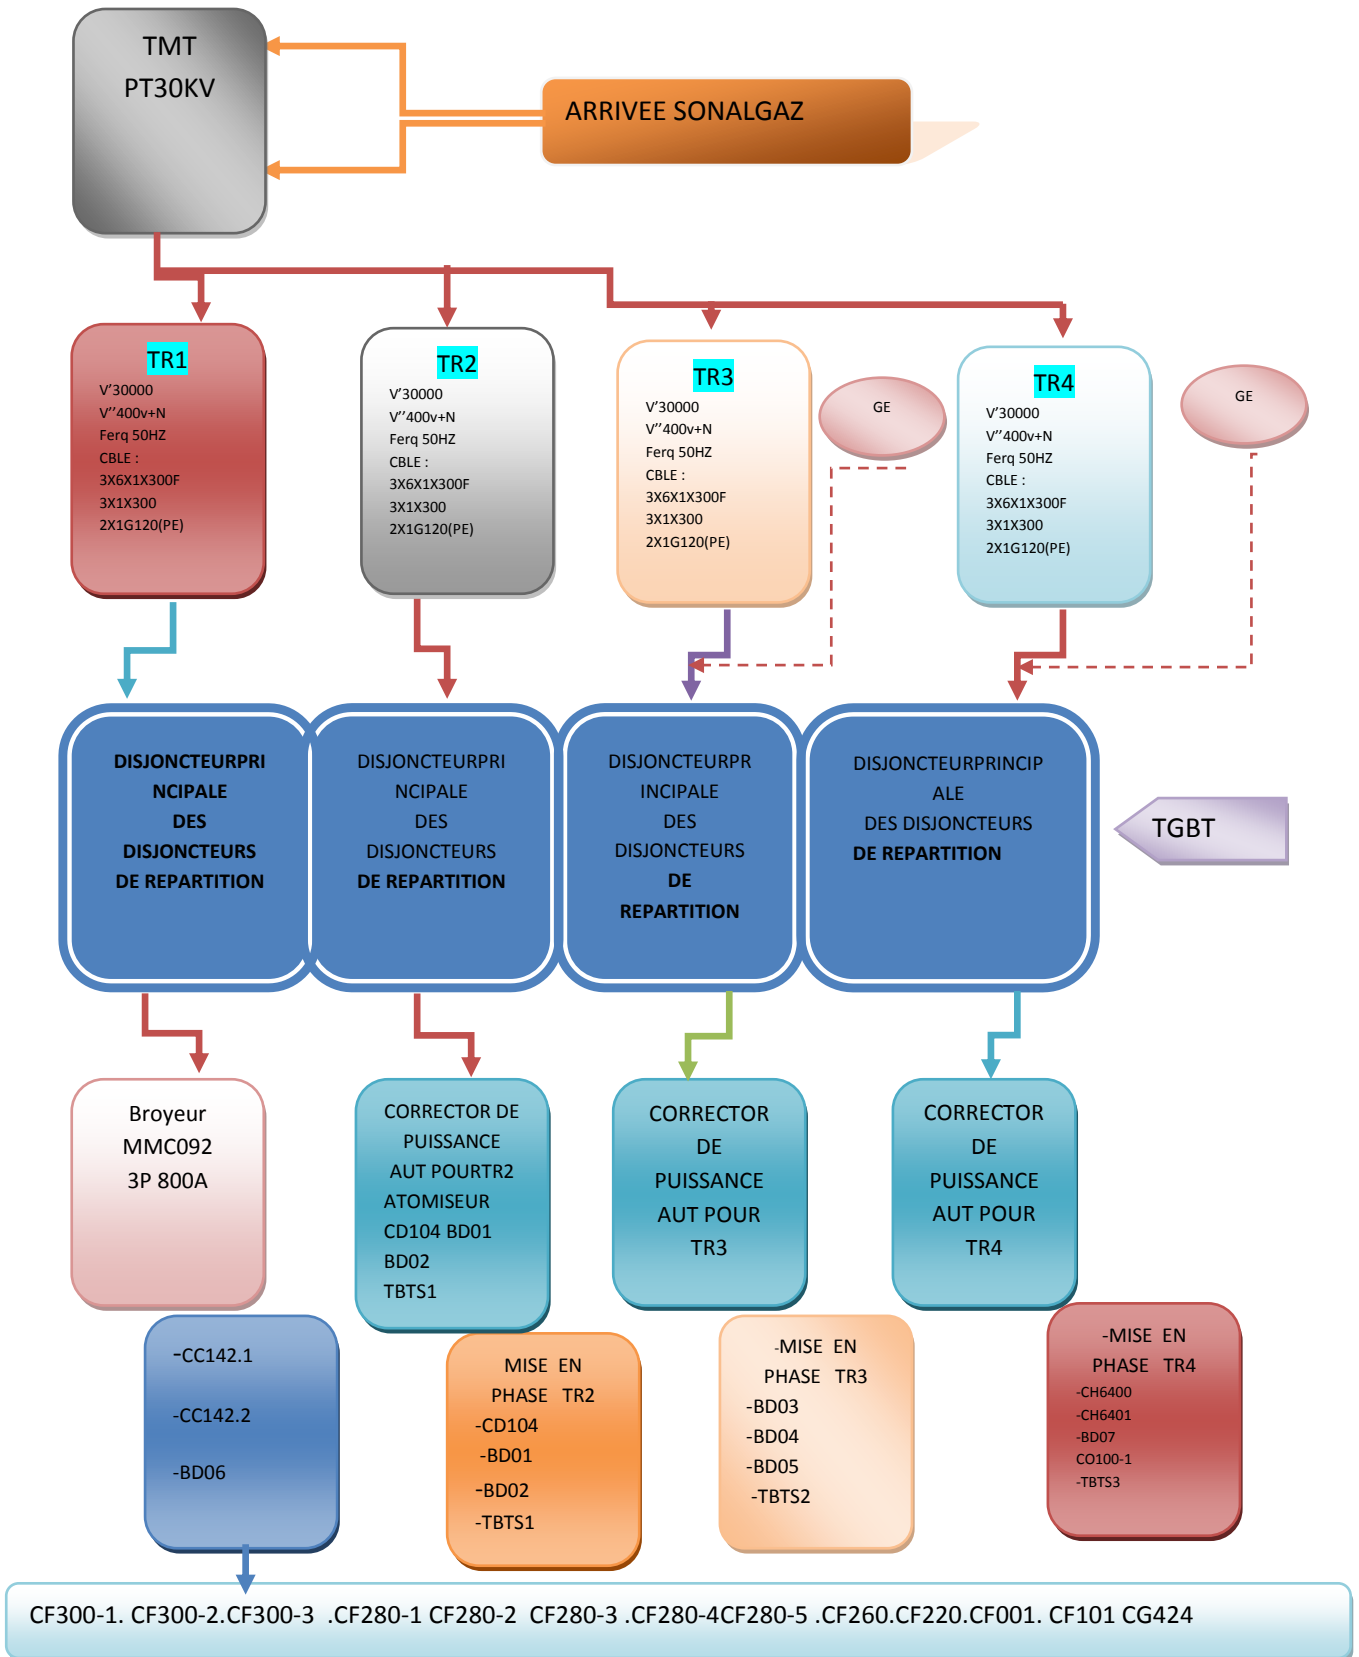 TMT
PT30KV
ARRIVEE SONALGAZ
TR1
V'30000
V''400v+N
Ferq 50HZ
CBLE :
3X6X1X300F
3X1X300
2X1G120(PE)
TR2
V'30000
V''400v+N
Ferq 50HZ
CBLE :
3X6X1X300F
3X1X300
2X1G120(PE)
TR3
V'30000
V''400v+N
Ferq 50HZ
CBLE :
3X6X1X300F
3X1X300
2X1G120(PE)
GE
TR4
V'30000
V''400v+N
Ferq 50HZ
CBLE :
3X6X1X300F
3X1X300
2X1G120(PE)
GE
DISJONCTEURPRI
NCIPALE
DES
DISJONCTEURS
DE REPARTITION
DISJONCTEURPRI
NCIPALE
DES
DISJONCTEURS
DE REPARTITION
DISJONCTEURPR
INCIPALE
DES
DISJONCTEURS
DE
REPARTITION
DISJONCTEURPRINCIP
ALE
DES DISJONCTEURS
DE REPARTITION
TGBT
Broyeur
MMC092
3P 800A
CORRECTOR DE
PUISSANCE
AUT POURTR2
ATOMISEUR
CD104 BD01
BD02
TBTS1
CORRECTOR
DE
PUISSANCE
AUT POUR
TR3
CORRECTOR
DE
PUISSANCE
AUT POUR
TR4
-CC142.1
-CC142.2
-BD06
MISE EN
PHASE TR2
-CD104
-BD01
-BD02
-TBTS1
-MISE EN
PHASE TR3
-BD03
-BD04
-BD05
-TBTS2
-MISE EN
PHASE TR4
-CH6400
-CH6401
-BD07
CO100-1
-TBTS3
CF300-1. CF300-2.CF300-3 .CF280-1 CF280-2 CF280-3 .CF280-4CF280-5 .CF260.CF220.CF001. CF101 CG424